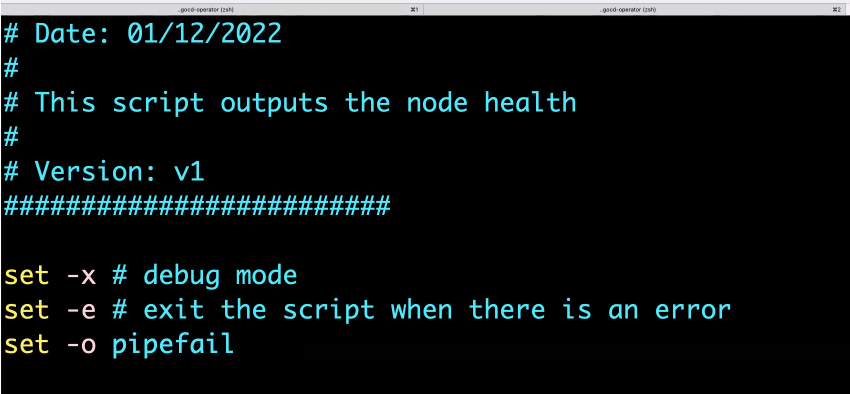 ..gocd-operator (zsh) ⌘1 ..gocd-operator (zsh) ⌘2
# Date: 01/12/2022
#
# This script outputs the node health
#
# Version: v1
#########################

set -x # debug mode
set -e # exit the script when there is an error
set -o pipefail